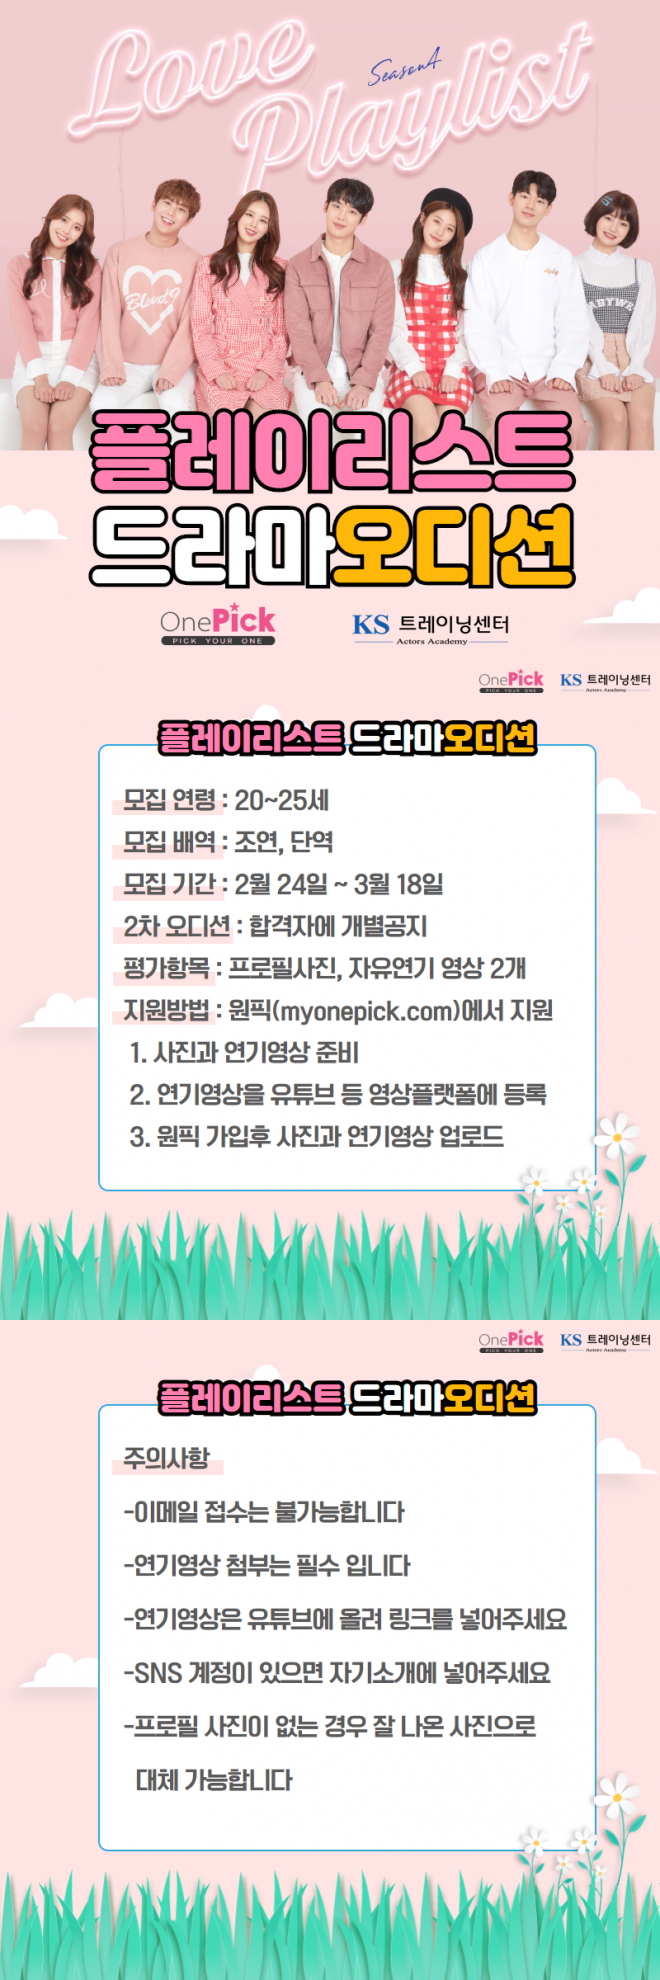 Love
Season4
Playlist
Blend9
플레이리스트
드라마오디션
OnePick
PICK YOUR ONE
KS 트레이닝센터
Actors Academy
OnePick
PICK YOUR ONE
KS 트레이닝센터
Actors Academy
플레이리스트 드라마오디션
모집 연령 : 20~25세
모집 배역 : 조연, 단역
모집 기간 : 2월 24일 ~ 3월 18일
2차 오디션 : 합격자에 개별공지
평가항목 : 프로필사진, 자유연기 영상 2개
지원방법 : 원픽(myonepick.com)에서 지원
1. 사진과 연기영상 준비
2. 연기영상을 유튜브 등 영상플랫폼에 등록
3. 원픽 가입후 사진과 연기영상 업로드
OnePick
PICK YOUR ONE
KS 트레이닝센터
Actors Academy
플레이리스트 드라마오디션
주의사항
-이메일 접수는 불가능합니다
-연기영상 첨부는 필수 입니다
-연기영상은 유튜브에 올려 링크를 넣어주세요
-SNS 계정이 있으면 자기소개에 넣어주세요
-프로필 사진이 없는 경우 잘 나온 사진으로
대체 가능합니다